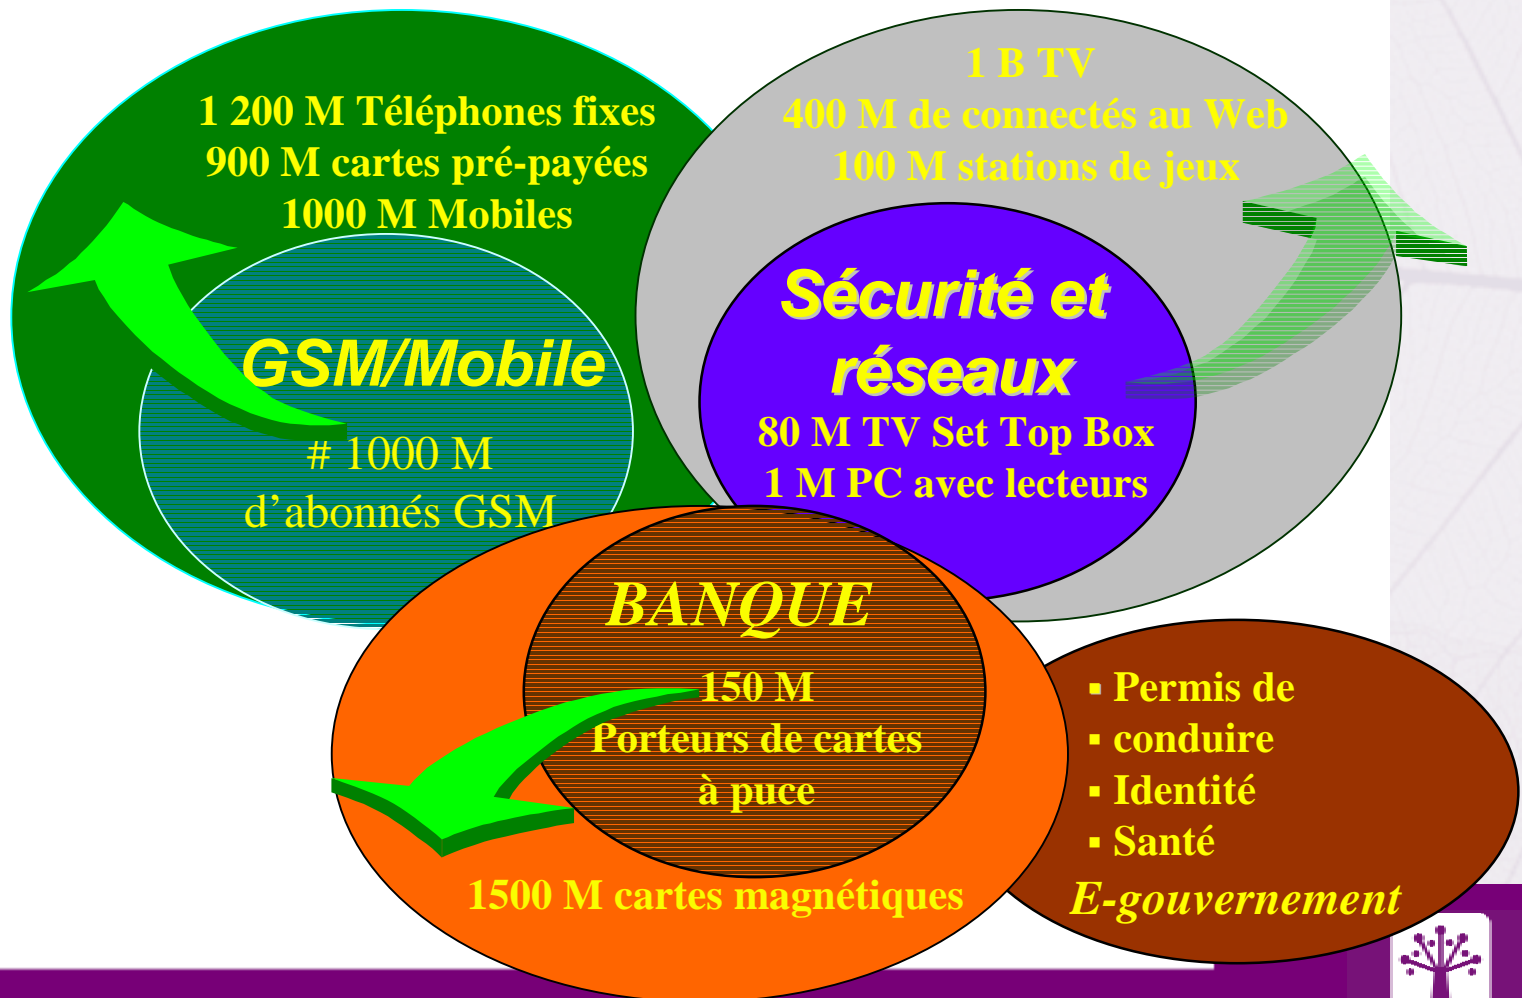 1 200 M Téléphones fixes
900 M cartes pré-payées
1000 M Mobiles
GSM/Mobile
# 1000 M
d’abonnés GSM
1 B TV
400 M de connectés au Web
100 M stations de jeux
Sécurité et
réseaux
80 M TV Set Top Box
1 M PC avec lecteurs
BANQUE
150 M
Porteurs de cartes
à puce
1500 M cartes magnétiques
▪ Permis de
▪ conduire
▪ Identité
▪ Santé
E-gouvernement